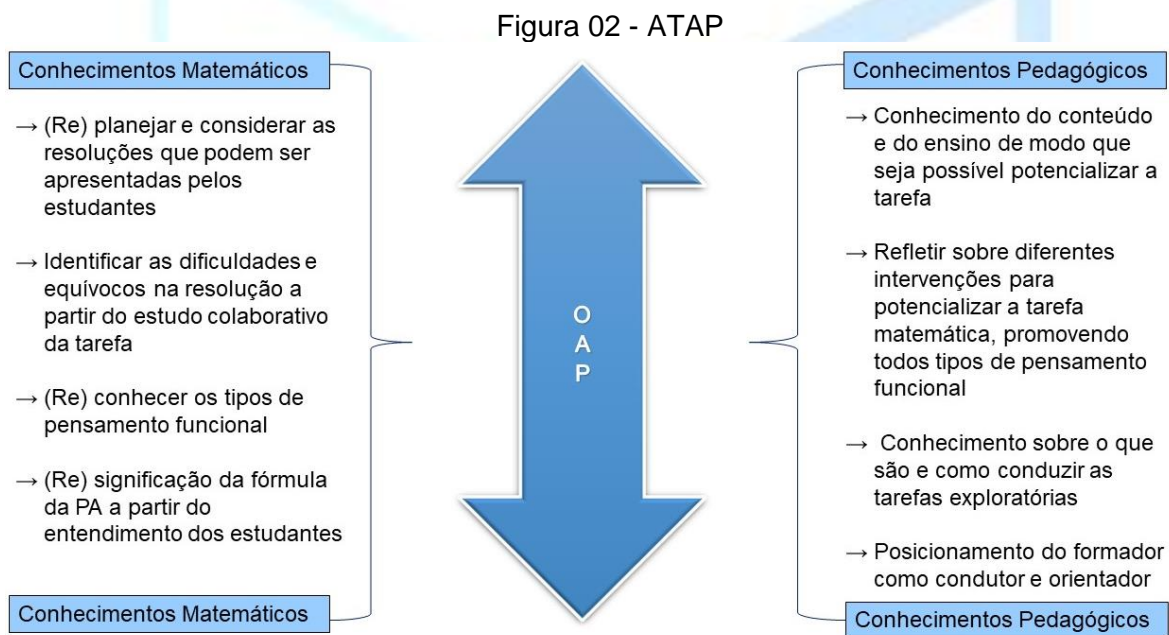 Figura 02 - ATAP
Conhecimentos Matemáticos
→ (Re) planejar e considerar as
resoluções que podem ser
apresentadas pelos
estudantes
→ Identificar as dificuldades e
equívocos na resolução a
partir do estudo colaborativo
da tarefa
→ (Re) conhecer os tipos de
pensamento funcional
→ (Re) significação da fórmula
da PA a partir do
entendimento dos estudantes
Conhecimentos Matemáticos
O
A
P
Conhecimentos Pedagógicos
→ Conhecimento do conteúdo
e do ensino de modo que
seja possível potencializar a
tarefa
→ Refletir sobre diferentes
intervenções para
potencializar a tarefa
matemática, promovendo
todos tipos de pensamento
funcional
→ Conhecimento sobre o que
são e como conduzir as
tarefas exploratórias
→ Posicionamento do formador
como condutor e orientador
Conhecimentos Pedagógicos